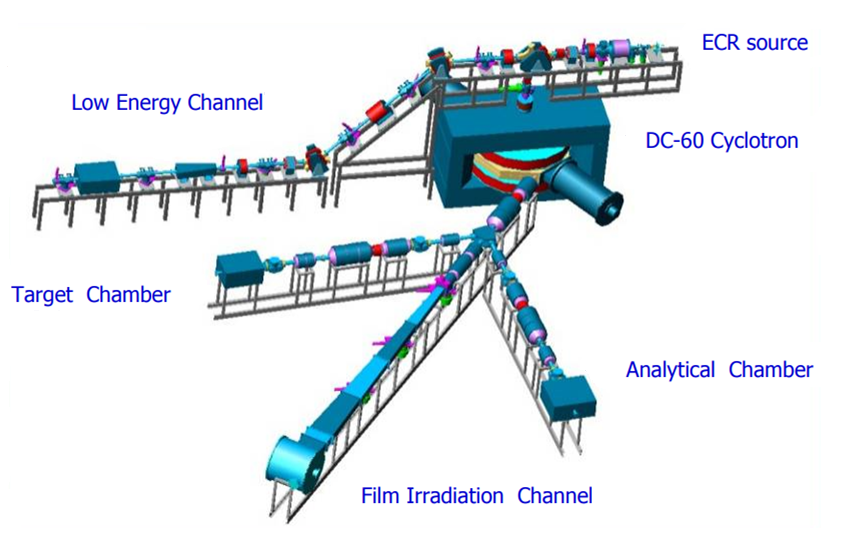 ECR source
Low Energy Channel
DC-60 Cyclotron
Target Chamber
Analytical Chamber
Film Irradiation Channel